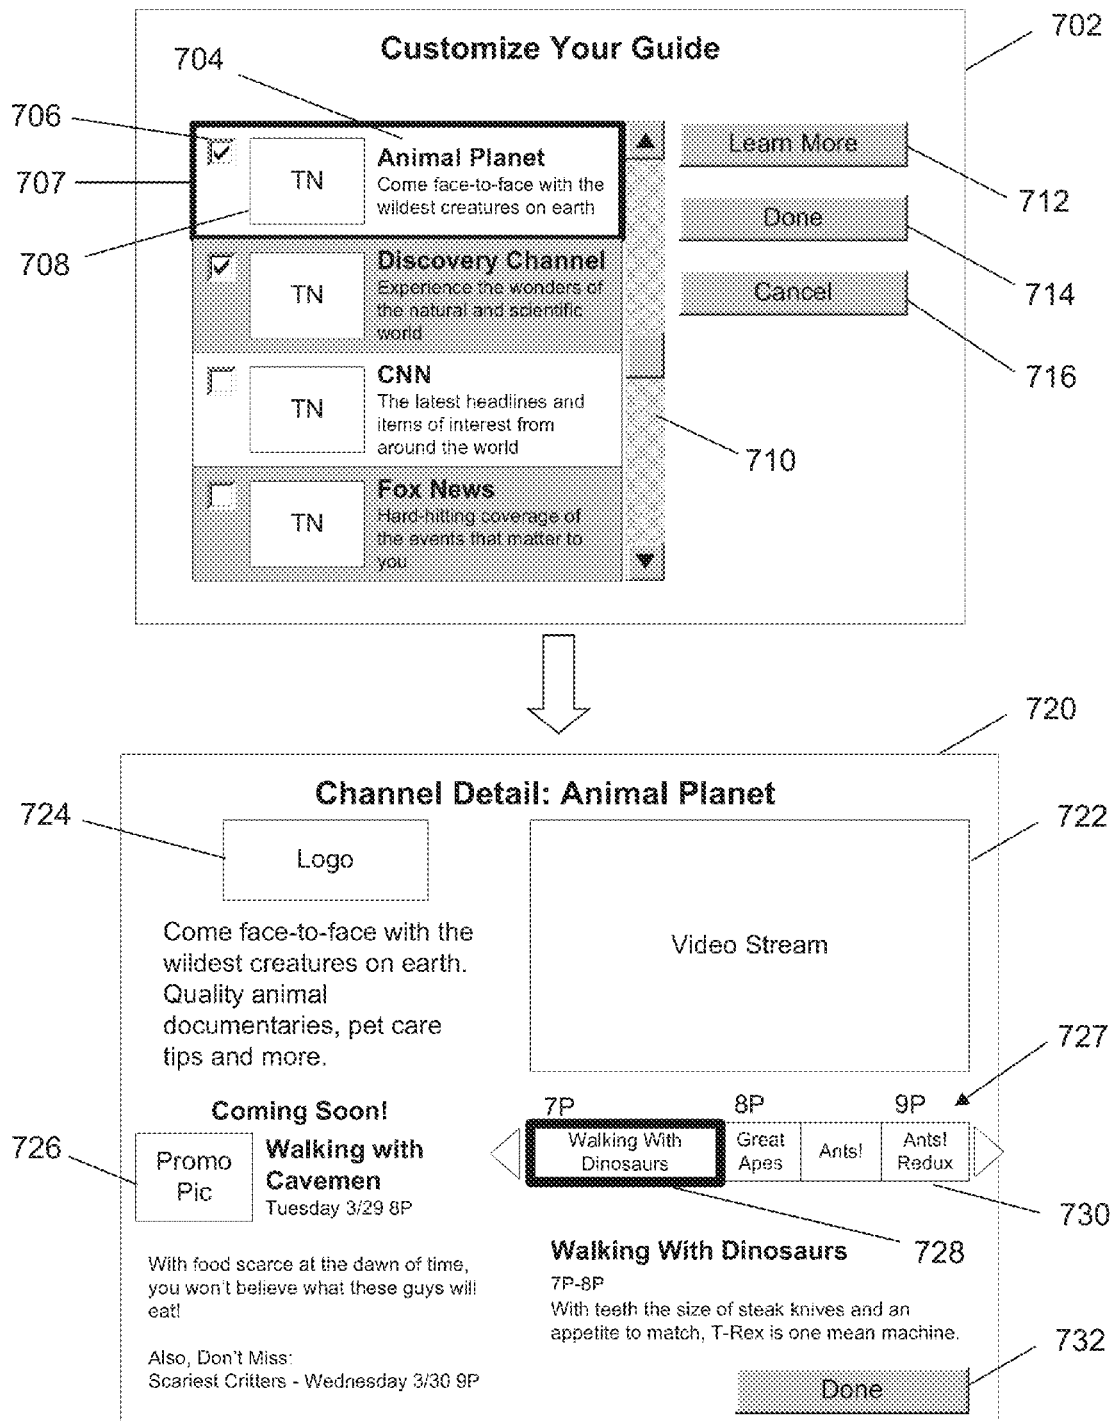 702
Customize Your Guide
704
706
707
708
TN
Animal Planet
Come face-to-face with the
wildest creatures on earth
TN
Discovery Channel
Experience the wonders of
the natural and scientific
world
TN
CNN
The latest headlines and
items of interest from
around the world
TN
Fox News
Hard-hitting coverage of
the events that matter to
you
Learn More
712
Done
714
Cancel
716
710
720
Channel Detail: Animal Planet
724
Logo
722
Video Stream
Come face-to-face with the
wildest creatures on earth.
Quality animal
documentaries, pet care
tips and more.
727
Coming Soon!
726
Promo
Pic
Walking with
Cavemen
Tuesday 3/29 8P
With food scarce at the dawn of time,
you won't believe what these guys will
eat!
Also, Don't Miss:
Scariest Critters - Wednesday 3/30 9P
7P 8P 9P
Walking With
Dinosaurs
Great
Apes
Ants!
Ants!
Redux
730
728
Walking With Dinosaurs
7P-8P
With teeth the size of steak knives and an
appetite to match, T-Rex is one mean machine.
732
Done